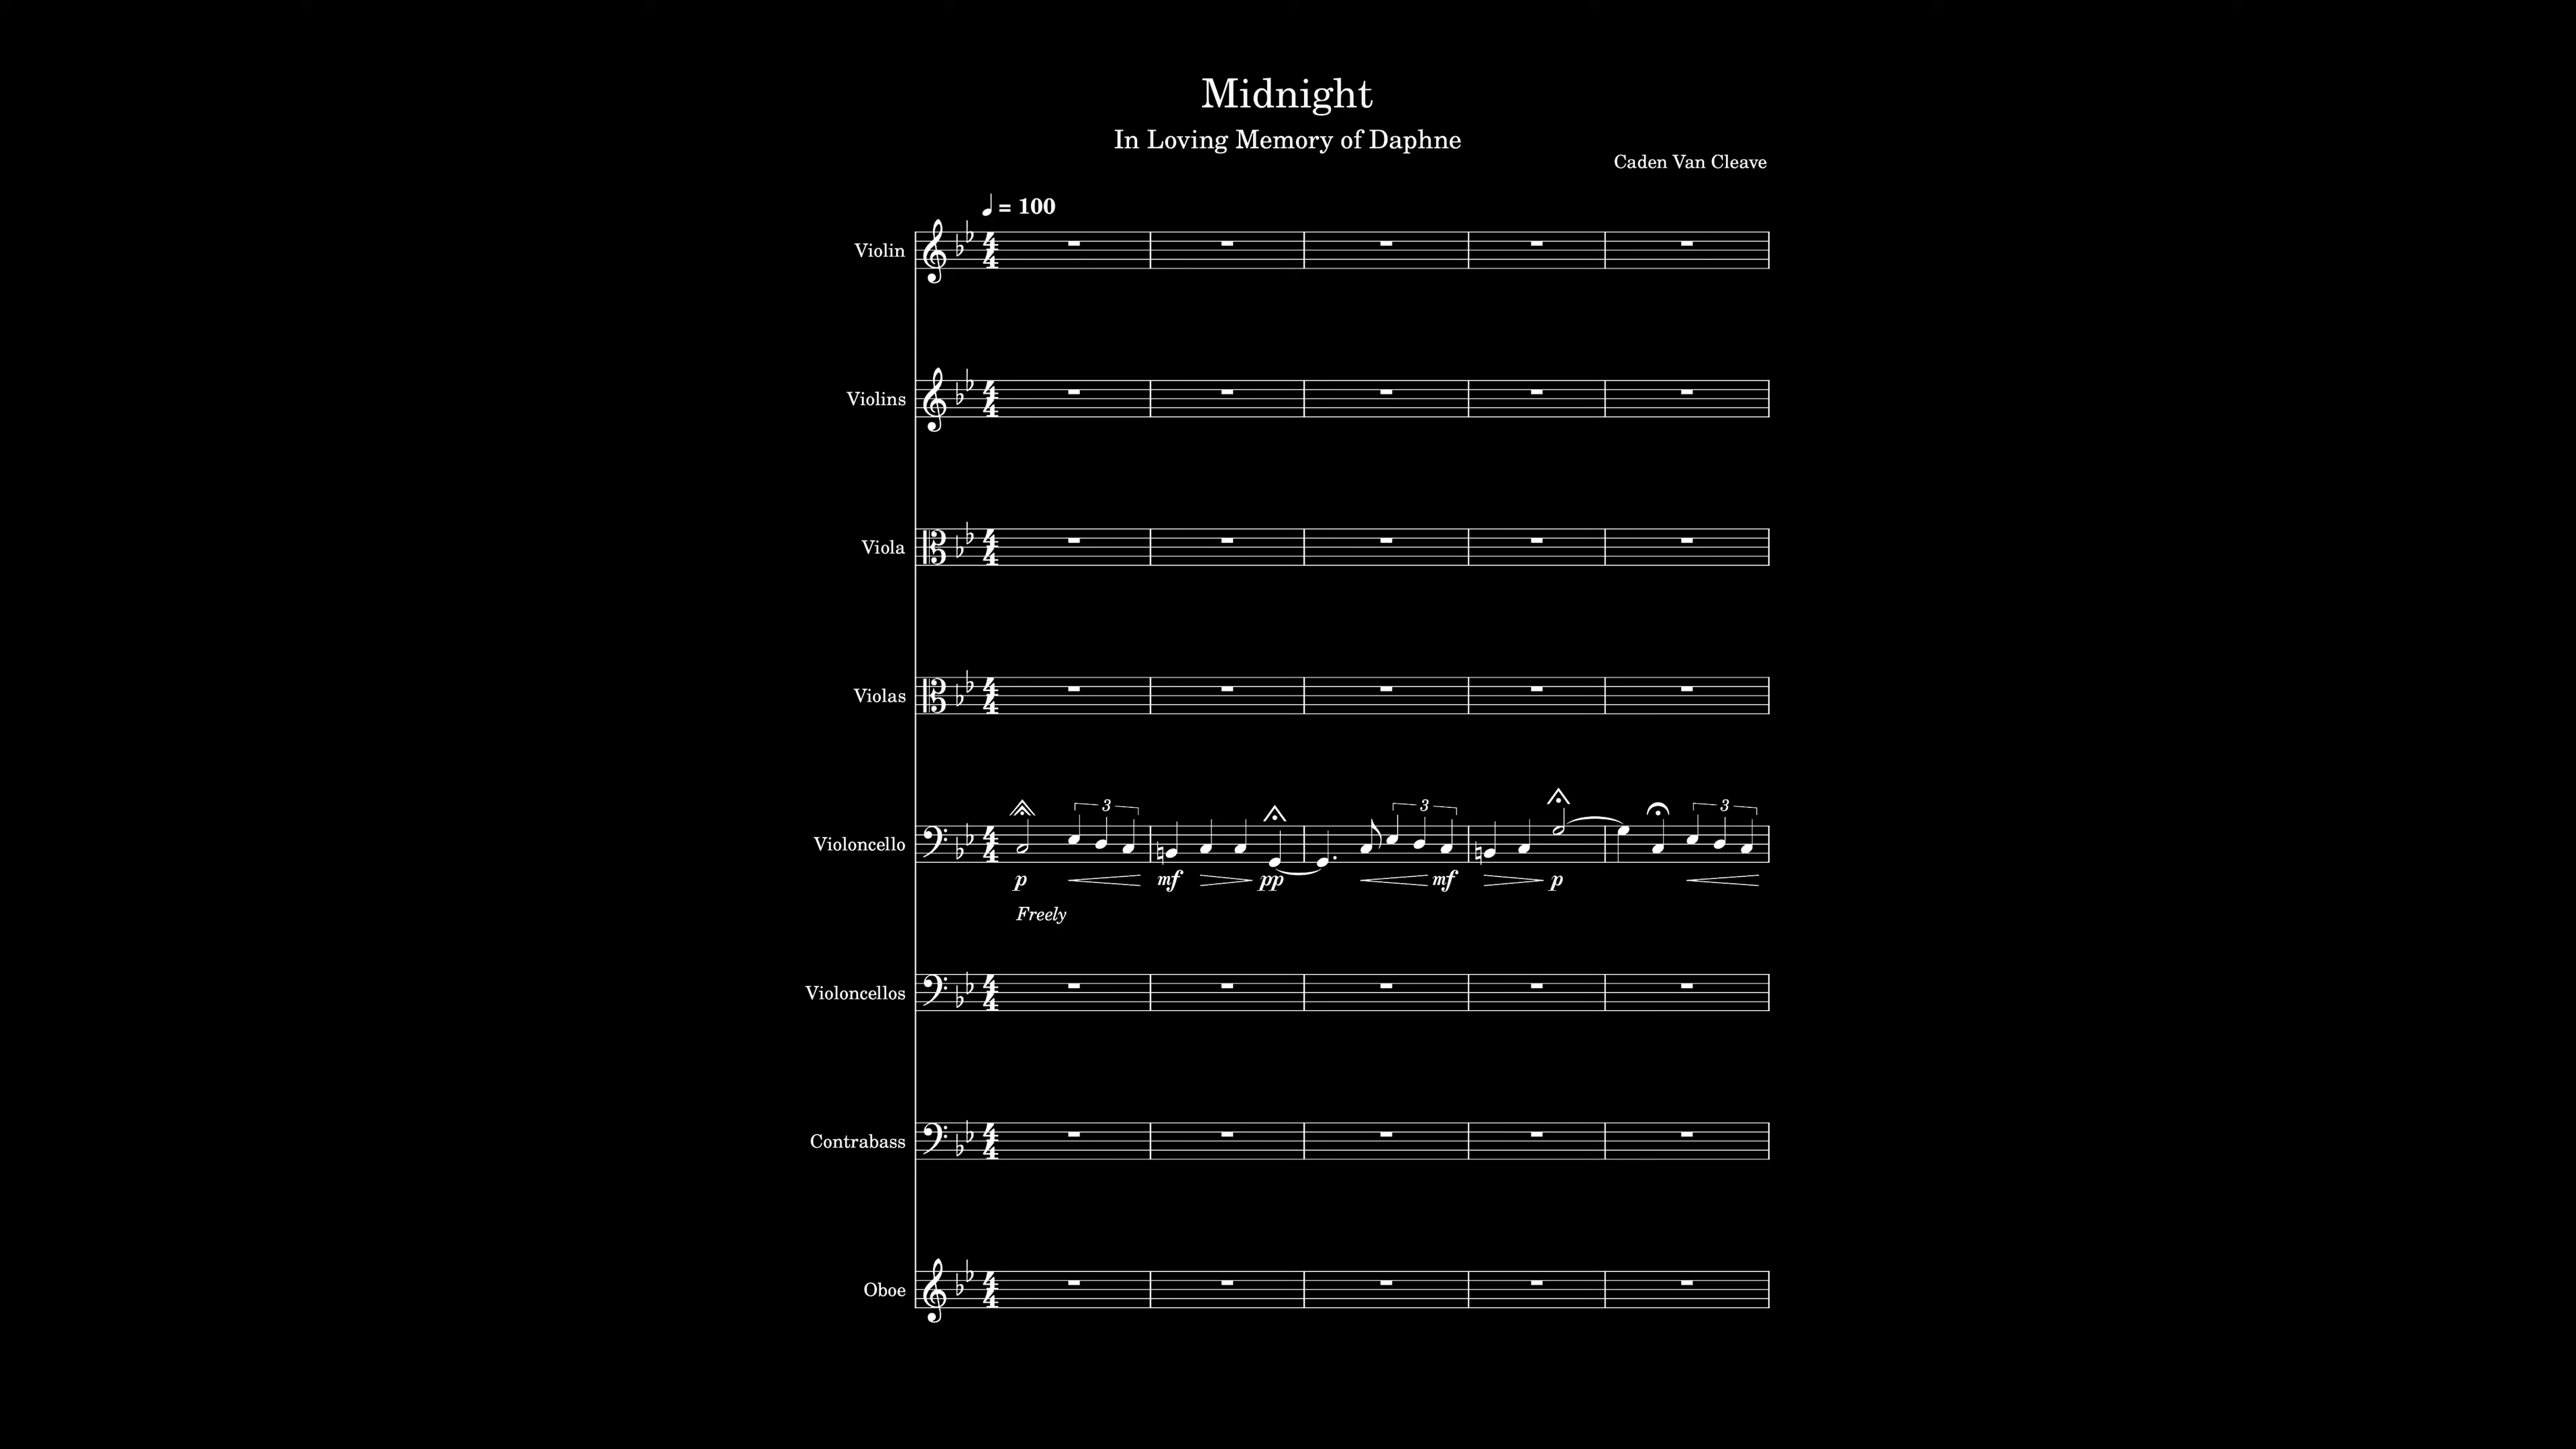 Midnight
In Loving Memory of Daphne
Caden Van Cleave
♩ = 100
Violin
Violins
Viola
Violas
3 3 3
Violoncello
p mf pp mf p
Freely
Violoncellos
Contrabass
Oboe